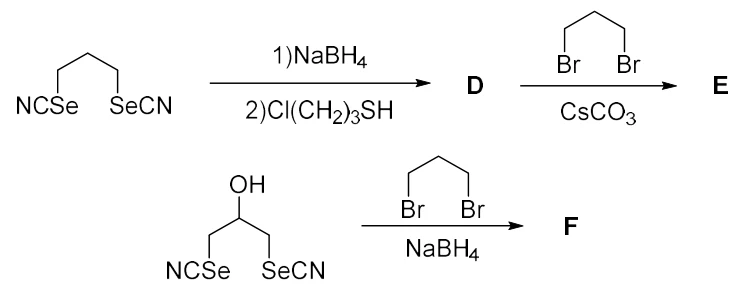 1)NaBH4
2)Cl(CH2)3SH
NCSe SeCN
D
Br Br
CsCO3
E
OH
NCSe SeCN
Br Br
NaBH4
F